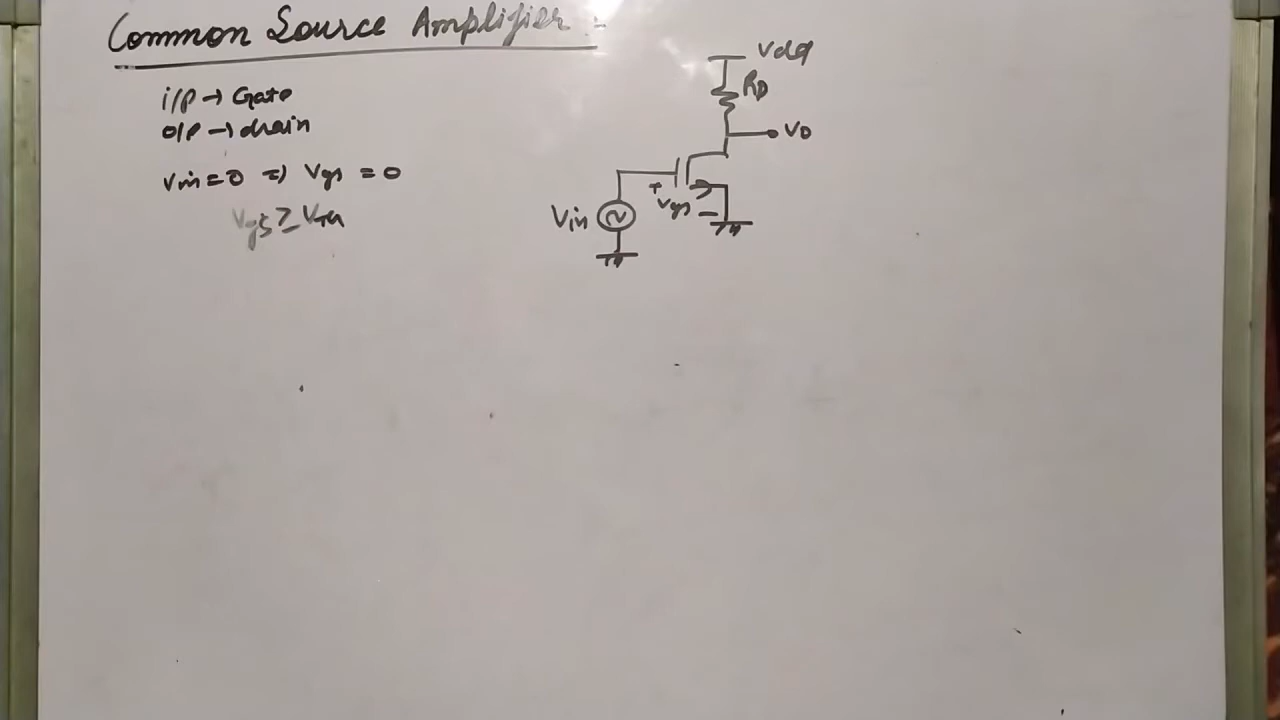 Common Source Amplifier :-
i/p → Gate
o/p → drain
Vin = 0 => Vgs = 0
Vgs ≥ VTH
Vdd
RD
VD
+
Vgs
-
Vin